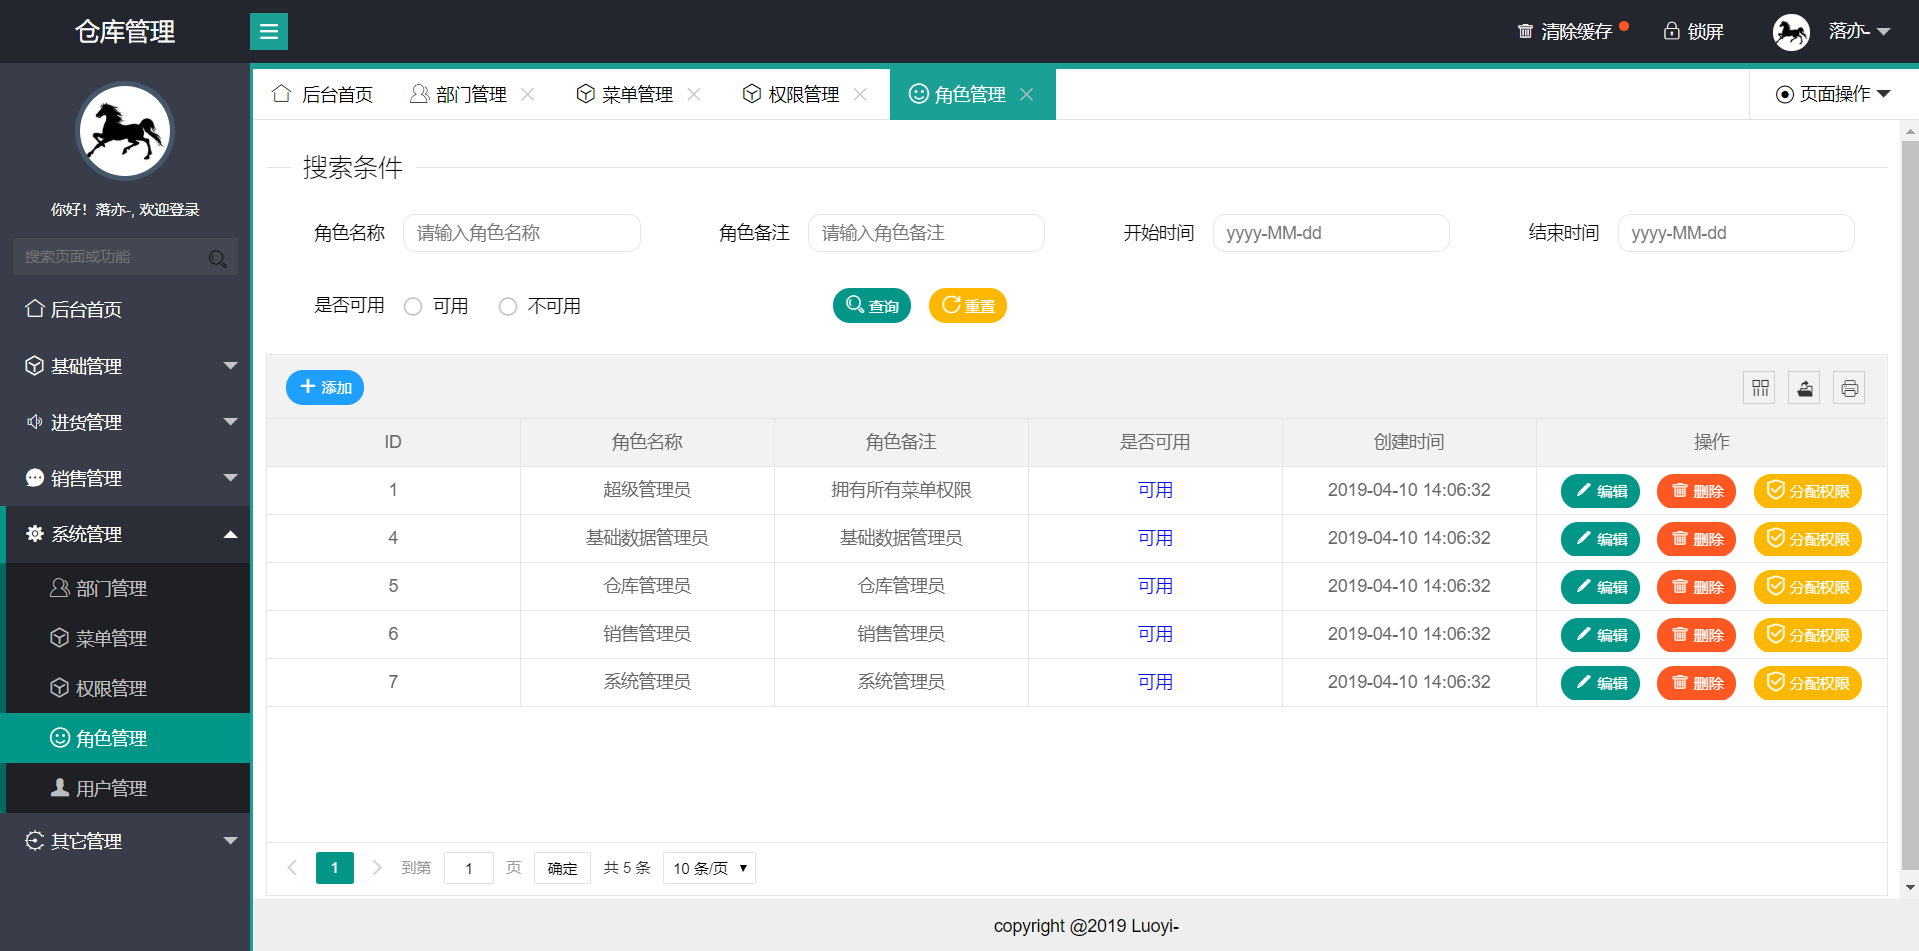 仓库管理
清除缓存 锁屏 落亦-
你好！落亦-, 欢迎登录
搜索页面或功能
后台首页
基础管理
进货管理
销售管理
系统管理
部门管理
菜单管理
权限管理
角色管理
用户管理
其它管理
后台首页 部门管理 菜单管理 权限管理 角色管理 页面操作
搜索条件
角色名称 请输入角色名称 角色备注 请输入角色备注 开始时间 yyyy-MM-dd 结束时间 yyyy-MM-dd
是否可用 可用 不可用 查询 重置
添加
ID 角色名称 角色备注 是否可用 创建时间 操作
1 超级管理员 拥有所有菜单权限 可用 2019-04-10 14:06:32 编辑 删除 分配权限
4 基础数据管理员 基础数据管理员 可用 2019-04-10 14:06:32 编辑 删除 分配权限
5 仓库管理员 仓库管理员 可用 2019-04-10 14:06:32 编辑 删除 分配权限
6 销售管理员 销售管理员 可用 2019-04-10 14:06:32 编辑 删除 分配权限
7 系统管理员 系统管理员 可用 2019-04-10 14:06:32 编辑 删除 分配权限
1 到第 1 页 确定 共 5 条 10 条/页
copyright @2019 Luoyi-